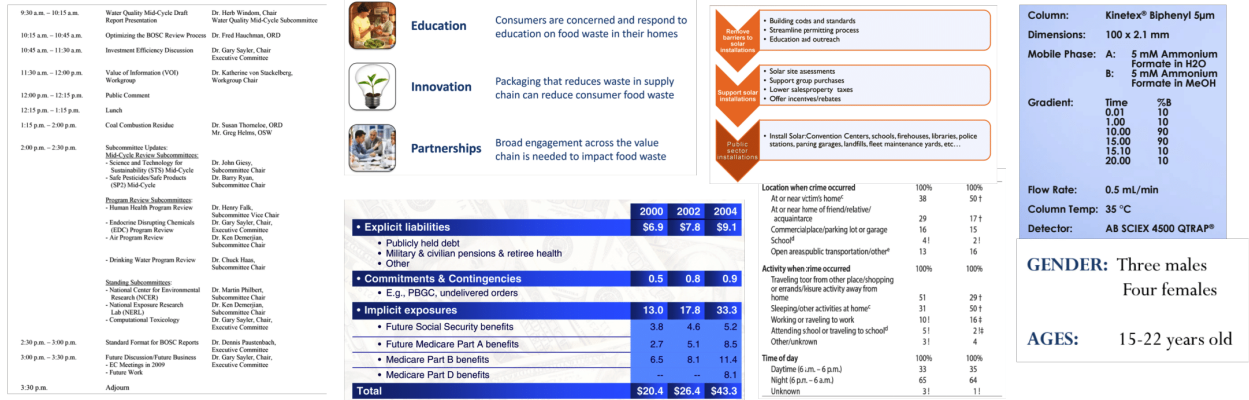 9:30 a.m. – 11:30 a.m. Water Quality Mid-Cycle Draft Dr. Herb Windom, Chair
Report Presentation Water Quality Mid-Cycle Subcommittee
10:15 a.m. – 10:45 a.m. Optimizing the BOSC Review Process Dr. Fred Hauchman, ORD
10:45 a.m. – 11:30 a.m. Investment Efficiency Discussion Dr. Gary Sayler,
Executive Committee
11:30 a.m. – 12:00 p.m. Value of Information (VOI) Dr. Katherine von Stackelberg,
Workgroup Workgroup Chair
12:00 p.m. – 12:15 p.m. Public Comment
12:15 p.m. – 1:15 p.m. Lunch
1:15 p.m. – 2:00 p.m. Coal Combustion Residue Dr. Susan Thorneloe, ORD
Mr. Greg Helms, OSW
2:00 p.m. – 2:30 p.m. Subcommittee Updates:
Mid-Cycle Review Subcommittees:
- Science and Technology for Dr. John Giesy,
Sustainability (STS) Mid-Cycle Subcommittee Chair
- Safe Pesticides/Safe Products Dr. Barry Ryan,
(SP2) Mid-Cycle Subcommittee Chair
Program Review Subcommittees:
- Human Health Program Review Dr. Henry Falk,
Subcommittee Vice Chair
- Endocrine Disrupting Chemicals Dr. Gary Sayler, Chair,
(EDC) Program Review Executive Committee
- Air Program Review Dr. Ken Demerjian,
Subcommittee Chair
- Drinking Water Program Review Dr. Chuck Haas,
Subcommittee Chair
Standing Subcommittees:
- National Center for Environmental Dr. Martin Philbert,
Research (NCER) Subcommittee Chair
- National Exposure Research Dr. Ken Demerjian,
Lab (NERL) Subcommittee Chair
- Computational Toxicology Dr. Gary Sayler, Chair,
Executive Committee
2:30 p.m. – 3:00 p.m. Standard Format for BOSC Reports Dr. Dennis Paustenbach,
Executive Committee
3:00 p.m. – 3:30 p.m. Future Discussion/Future Business Dr. Gary Sayler, Chair,
- EC Meetings in 2009 Executive Committee
- Future Work
3:30 p.m. Adjourn
Education Consumers are concerned and respond to
education on food waste in their homes
Innovation Packaging that reduces waste in supply
chain can reduce consumer food waste
Partnerships Broad engagement across the value
chain is needed to impact food waste
Remove
barriers to
solar
installations
• Building codes and standards
• Streamline permitting process
• Education aid outreach
Support solar
installations
• Solar site asessments
• Support group purchases
• Lower salesproperty taxes
• Offer incentives/rebates
Public
sector
installations
• Install Solar:Convention Centers, schools, firehouses, libraries, police
stations, paring garages, landfills, fleet maintenance yards, etc…
2000 2002 2004
• Explicit liabilities $6.9 $7.8 $9.1
• Publicly held debt
• Military & civilian pensions & retiree health
• Other
• Commitments & Contingencies 0.5 0.8 0.9
• E.g., PBGC, undelivered orders
• Implicit exposures 13.0 17.8 33.3
• Future Social Security benefits 3.8 4.6 5.2
• Future Medicare Part A benefits 2.7 5.1 8.5
• Medicare Part B benefits 6.5 8.1 11.4
• Medicare Part D benefits -- -- 8.1
Total $20.4 $26.4 $43.3
Location when crime occurred 100% 100%
At or near victim's home c 38 50 †
At or near home of friend/relative/
acquaintance 29 17 †
Commercialplace/parking lot or garage 16 15
School d 4 ! 2 !
Open areaspublic transportation/other e 13 16
Activity when :rime occurred 100% 100%
Traveling toor from other place/shopping
or errands/leisure activity away from
home 51 29 †
Sleeping/other activities at home c 31 50 †
Working or raveling to work 10 ! 16 ‡
Attending school or traveling to school d 5 ! 2 !‡
Other/unknown 3 ! 4
Time of day 100% 100%
Daytime (6 a.m. – 6 p.m.) 33 35
Night (6 p.m. – 6 a.m.) 65 64
Unknown 3 ! 1 !
Column: Kinetex® Biphenyl 5µm
Dimensions: 100 x 2.1 mm
Mobile Phase: A: 5 mM Ammonium
Formate in H2O
B: 5 mM Ammonium
Formate in MeOH
Gradient: Time %B
0.01 10
1.00 10
10.00 90
15.00 90
15.10 10
20.00 10
Flow Rate: 0.5 mL/min
Column Temp: 35 °C
Detector: AB SCIEX 4500 QTRAP®
GENDER: Three males
Four females
AGES: 15-22 years old